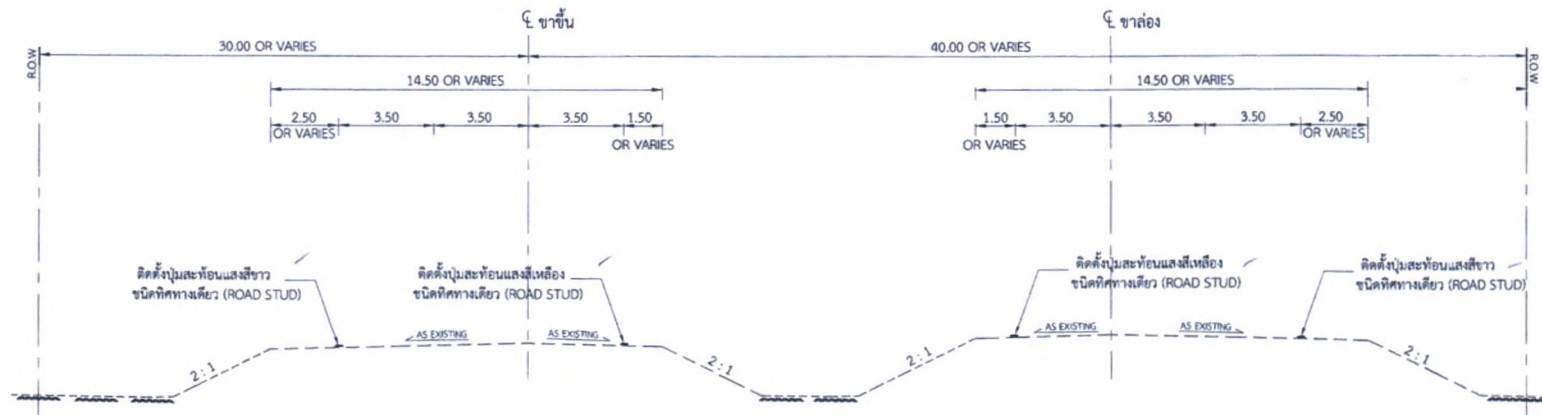 ℄ ขาขึ้น
℄ ขาล่อง
30.00 OR VARIES
40.00 OR VARIES
R.O.W
R.O.W
14.50 OR VARIES
14.50 OR VARIES
2.50
OR VARIES
3.50
3.50
3.50
1.50
OR VARIES
1.50
OR VARIES
3.50
3.50
3.50
2.50
OR VARIES
ติดตั้งปุ่มสะท้อนแสงสีขาว
ชนิดทิศทางเดียว (ROAD STUD)
ติดตั้งปุ่มสะท้อนแสงสีเหลือง
ชนิดทิศทางเดียว (ROAD STUD)
ติดตั้งปุ่มสะท้อนแสงสีเหลือง
ชนิดทิศทางเดียว (ROAD STUD)
ติดตั้งปุ่มสะท้อนแสงสีขาว
ชนิดทิศทางเดียว (ROAD STUD)
AS EXISTING
AS EXISTING
AS EXISTING
AS EXISTING
2 : 1
2 : 1
2 : 1
2 : 1